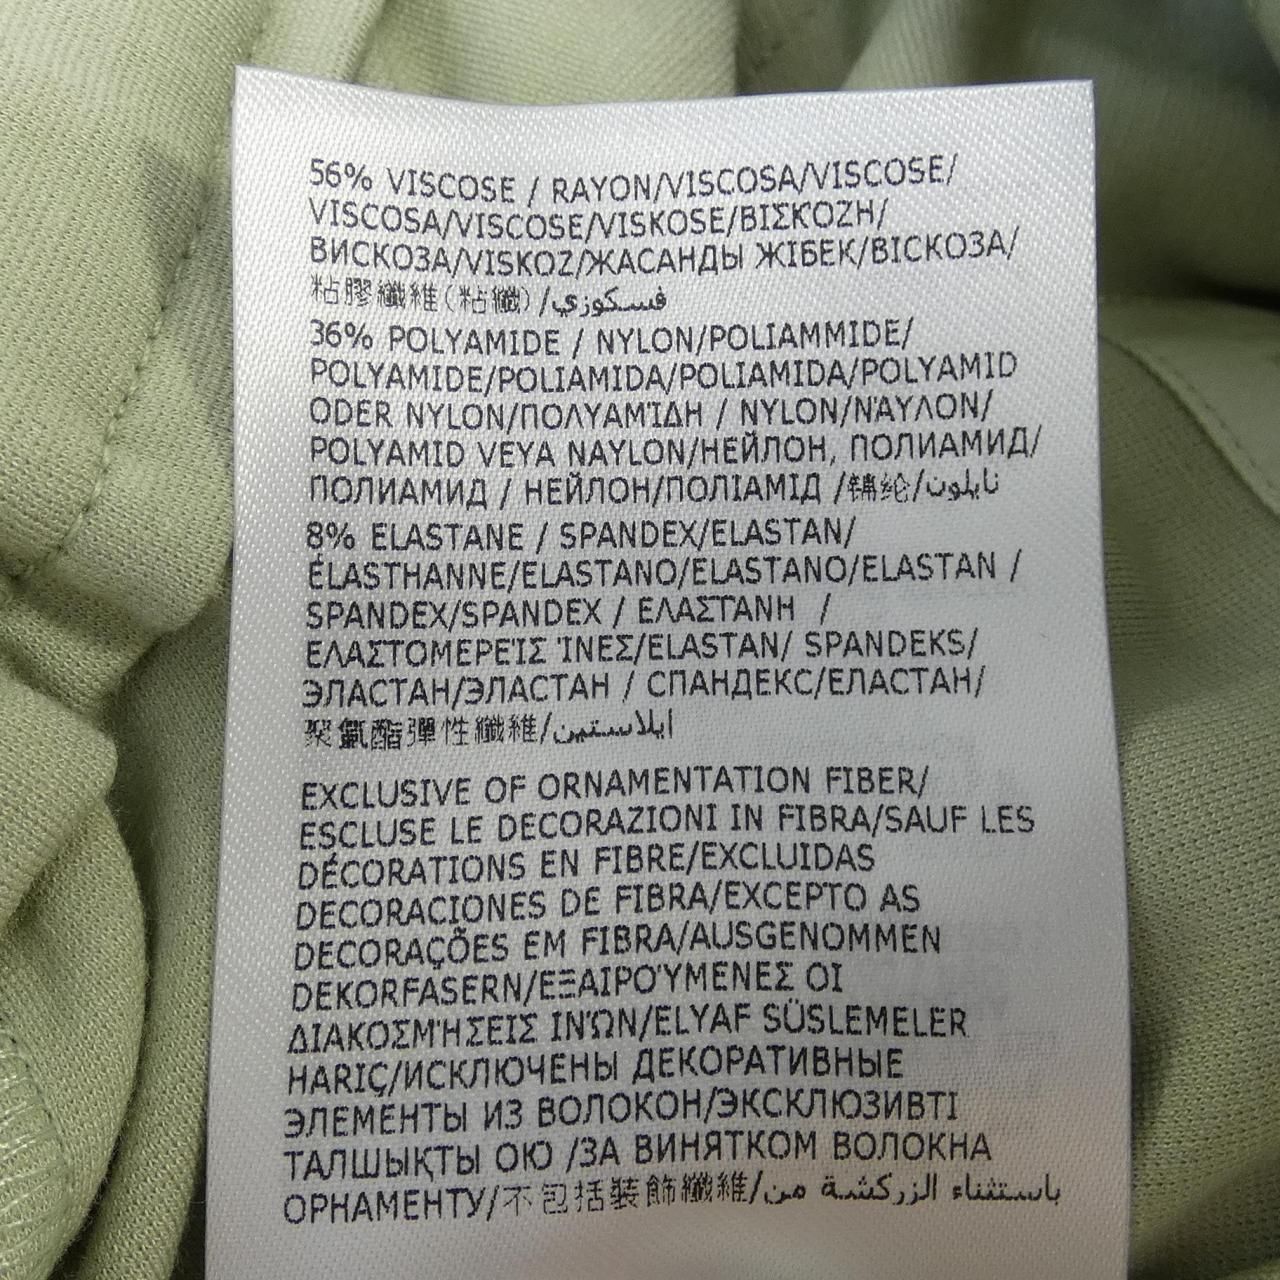 56% VISCOSE / RAYON/VISCOSA/VISCOSE/
VISCOSA/VISCOSE/VISKOSE/ΒΙΣΚΌΖΗ/
ВИСКОЗА/VISKOZ/ЖАСАНДЫ ЖІБЕК/ВІСКОЗА/
粘膠纖維(粘纖)/فسكوزي
36% POLYAMIDE / NYLON/POLIAMMIDE/
POLYAMIDE/POLIAMIDA/POLIAMIDA/POLYAMID
ODER NYLON/ΠΟΛΥΑΜΊΔΗ / NYLON/ΝΆΥΛΟΝ/
POLYAMID VEYA NAYLON/НЕЙЛОН, ПОЛИАМИД/
ПОЛИАМИД / НЕЙЛОН/ПОЛІАМІД /锦纶/نايلون
8% ELASTANE / SPANDEX/ELASTAN/
ÉLASTHANNE/ELASTANO/ELASTANO/ELASTAN /
SPANDEX/SPANDEX / ΕΛΑΣΤΑΝΗ /
ΕΛΑΣΤΟΜΕΡΕΊΣ ΊΝΕΣ/ELASTAN/ SPANDEKS/
ЭЛАСТАН/ЭЛАСТАН / СПАНДЕКС/ЕЛАСТАН/
聚氨酯彈性纖維/ايلاستين
EXCLUSIVE OF ORNAMENTATION FIBER/
ESCLUSE LE DECORAZIONI IN FIBRA/SAUF LES
DÉCORATIONS EN FIBRE/EXCLUIDAS
DECORACIONES DE FIBRA/EXCEPTO AS
DECORAÇÕES EM FIBRA/AUSGENOMMEN
DEKORFASERN/ΕΞΑΙΡΟΎΜΕΝΕΣ ΟΙ
ΔΙΑΚΟΣΜΉΣΕΙΣ ΙΝΏΝ/ELYAF SÜSLEMELER
HARIÇ/ИСКЛЮЧЕНЫ ДЕКОРАТИВНЫЕ
ЭЛЕМЕНТЫ ИЗ ВОЛОКОН/ЭКСКЛЮЗИВТІ
ТАЛШЫҚТЫ ОЮ /ЗА ВИНЯТКОМ ВОЛОКНА
ОРНАМЕНТУ/不包括裝飾纖維/باستثناء الزركشة من